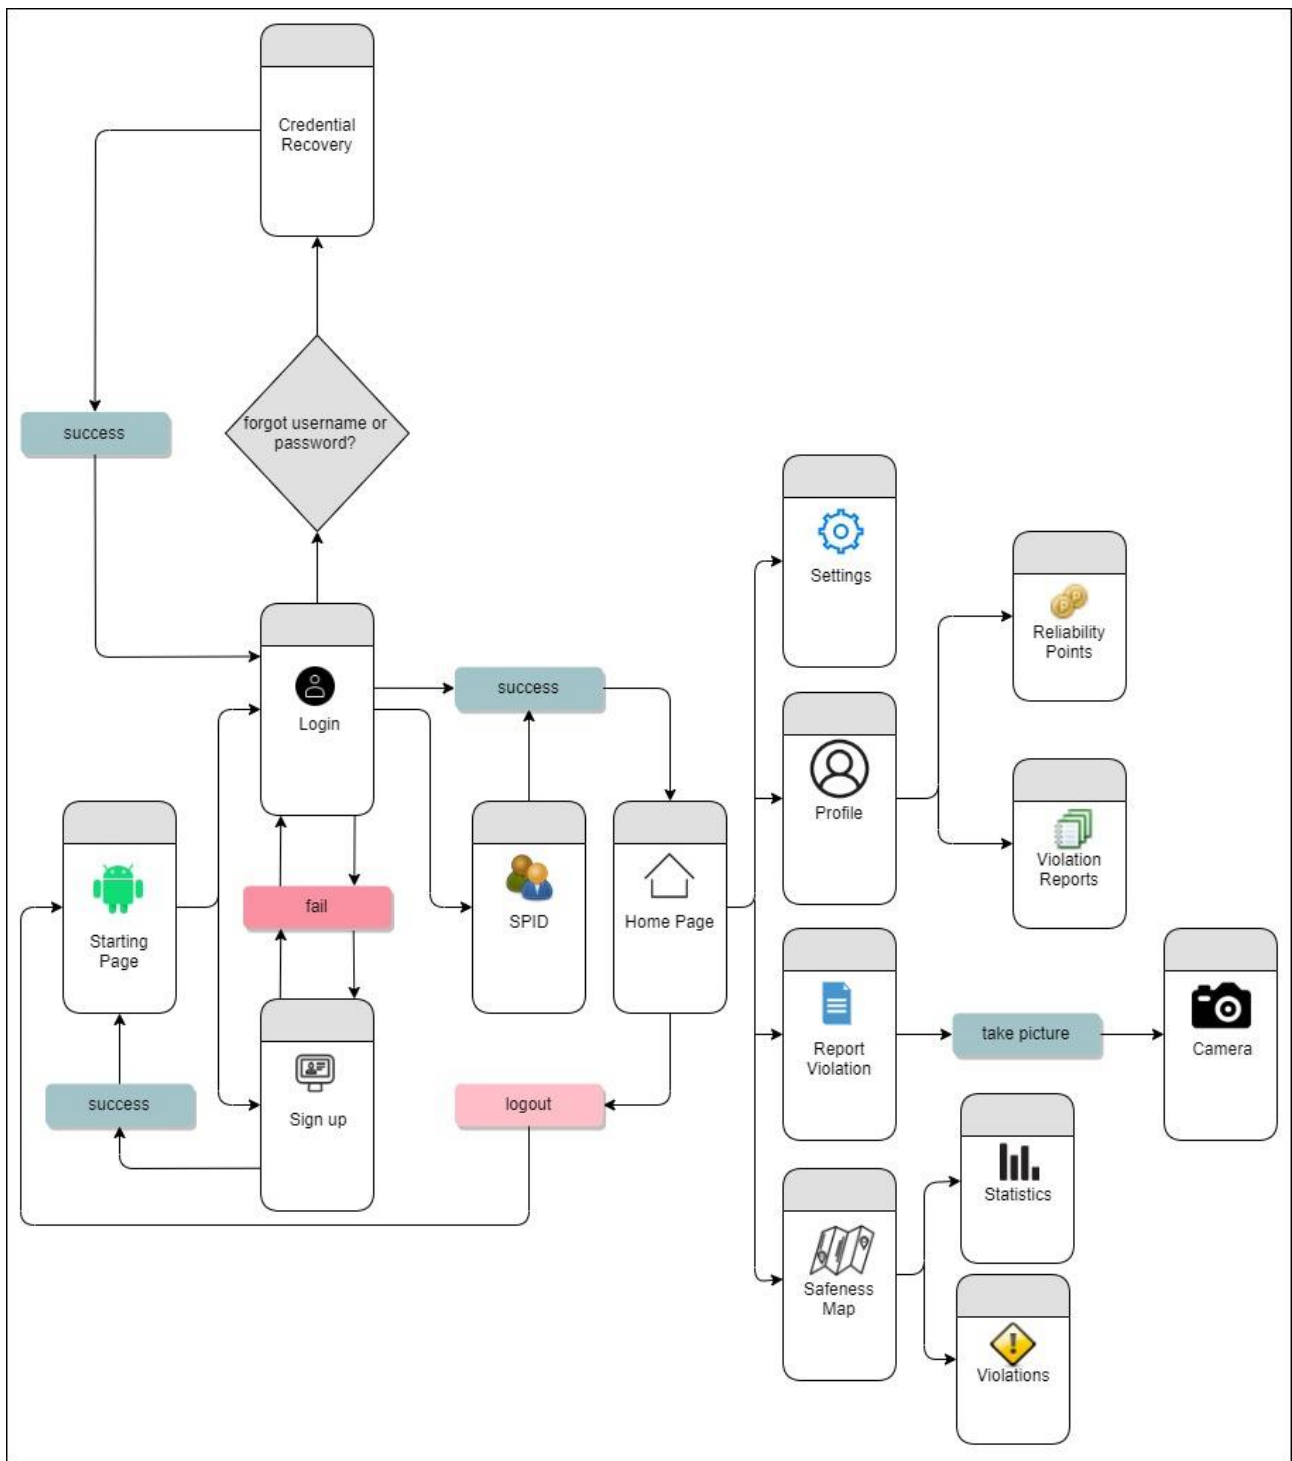 Credential
Recovery
success
forgot username or
password?
Settings
Reliability
Points
Login
success
Profile
Violation
Reports
Starting
Page
fail
SPID
Home Page
Report
Violation
take picture
Camera
success
Sign up
logout
Statistics
Safeness
Map
Violations